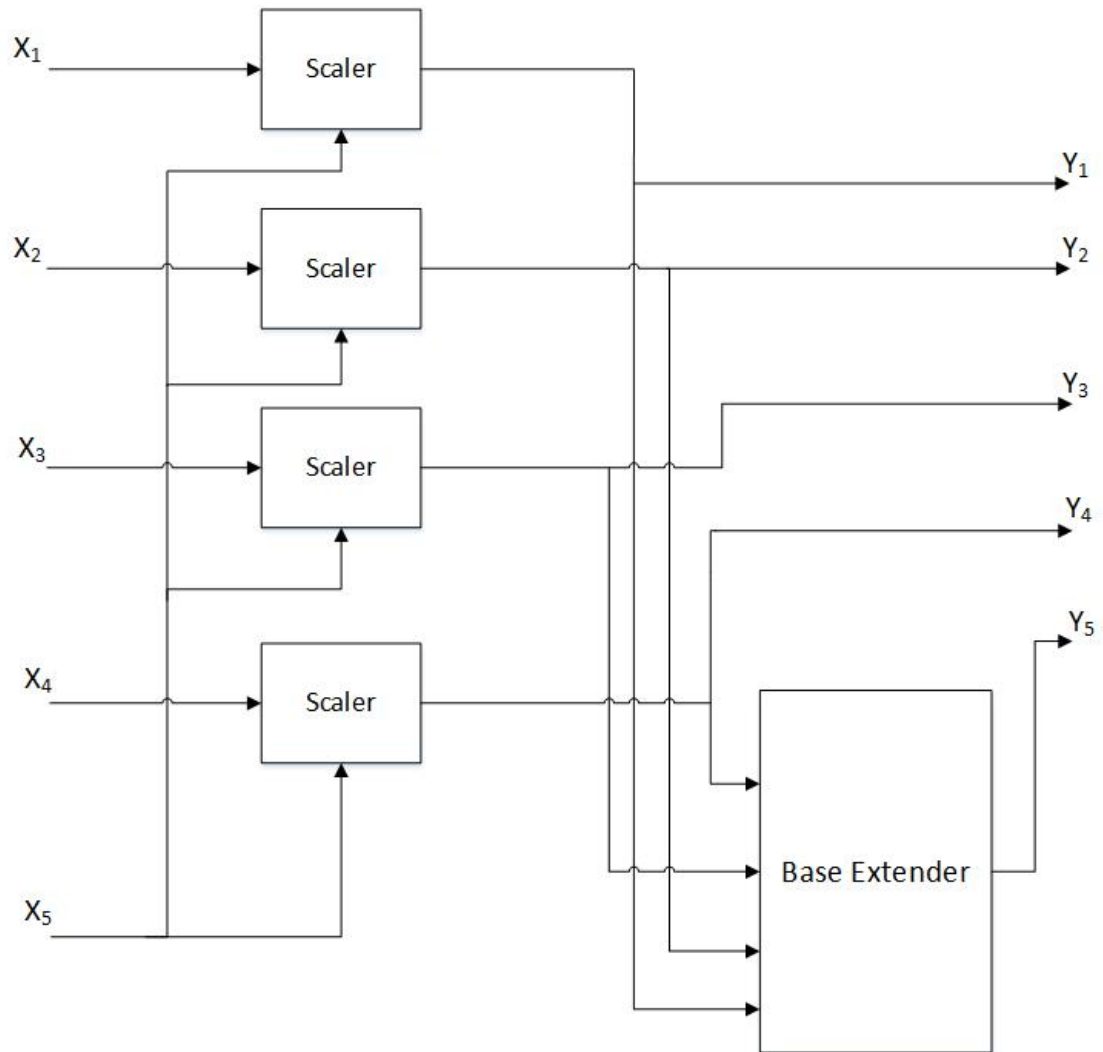 X₁
Scaler
Y₁
X₂
Scaler
Y₂
Y₃
X₃
Scaler
Y₄
Y₅
X₄
Scaler
Base Extender
X₅